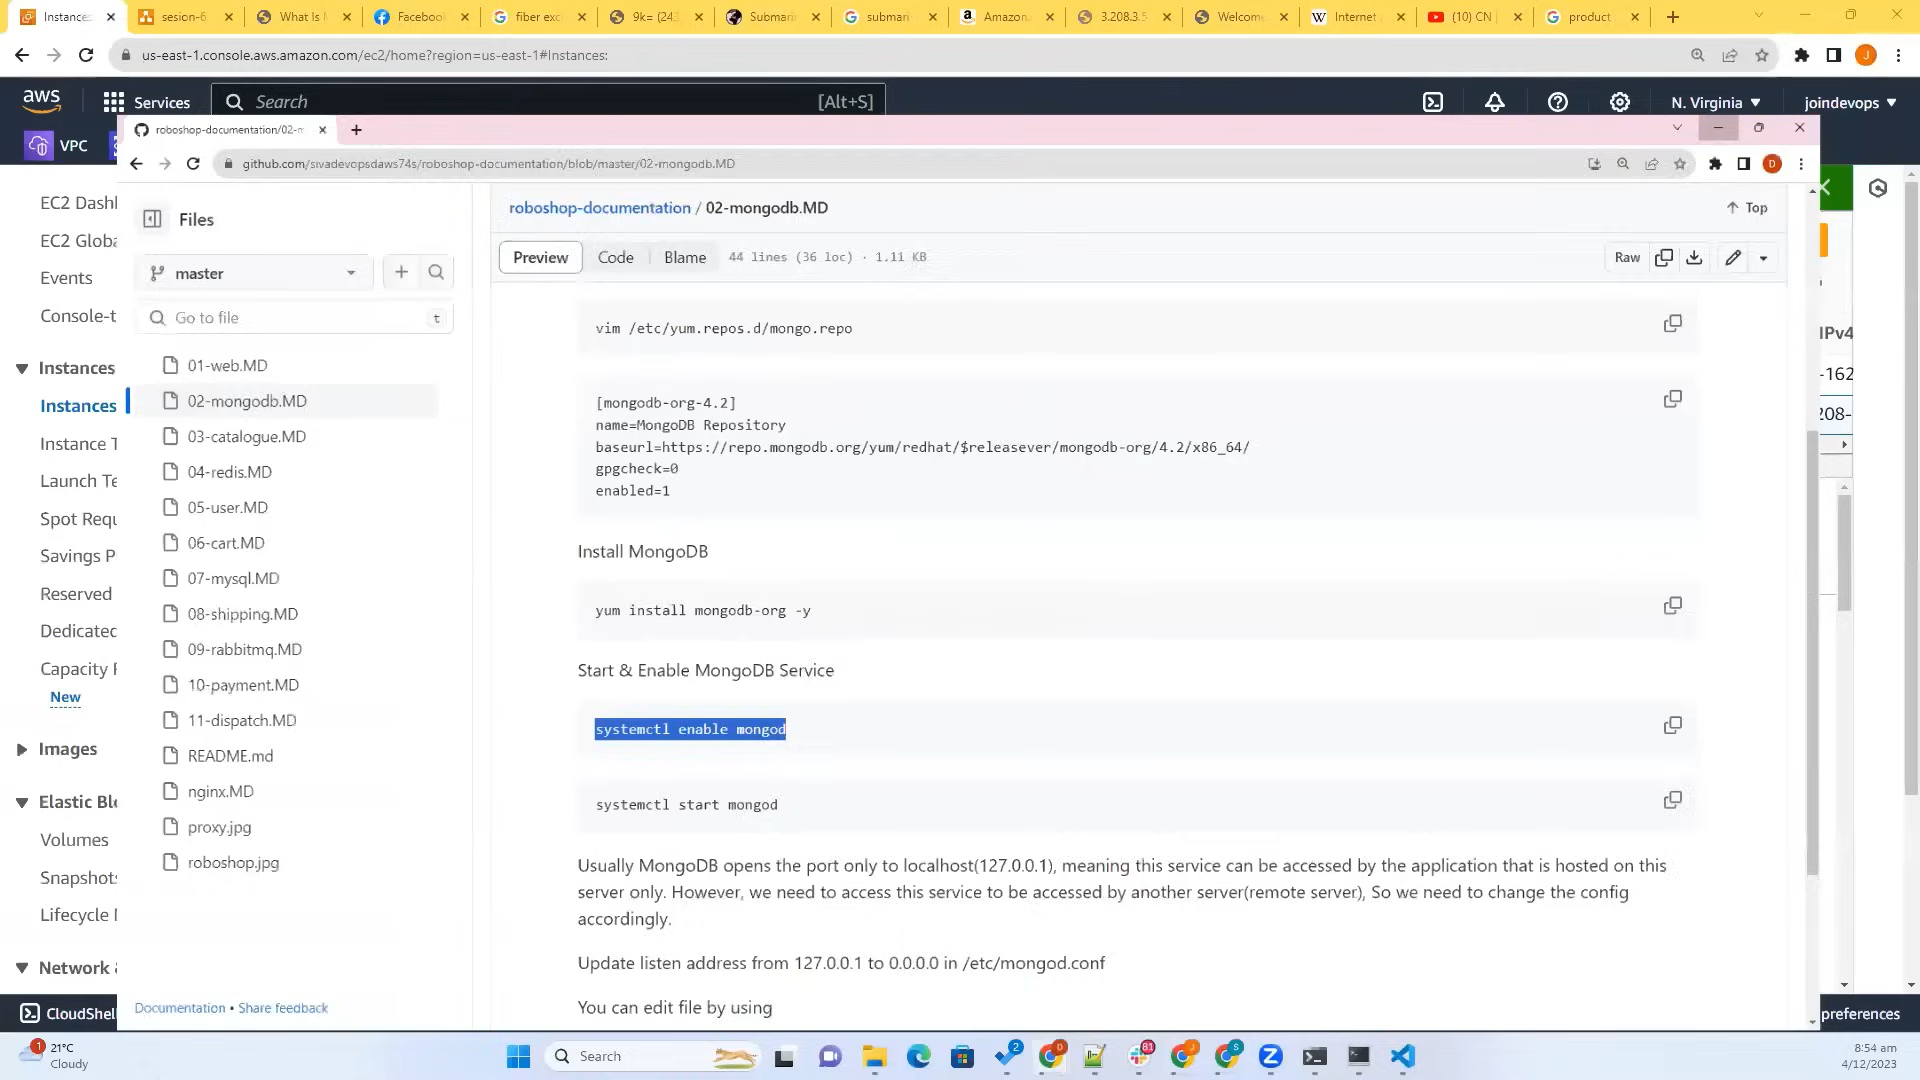 Instances
sesion-6
What Is
Facebook
fiber exc
9k= (243
Submarin
submari
Amazon.
3.208.3.5
Welcome
Internet
(10) CN
product
us-east-1.console.aws.amazon.com/ec2/home?region=us-east-1#Instances:
aws
Services
Search
[Alt+S]
N. Virginia
joindevops
VPC
roboshop-documentation/02-m
github.com/sivadevopsdaws74s/roboshop-documentation/blob/master/02-mongodb.MD
D
J
EC2 Dash
EC2 Globa
Events
Console-t
Instances
Instances
Instance T
Launch Te
Spot Requ
Savings P
Reserved
Dedicated
Capacity R
New
Images
Elastic Blo
Volumes
Snapshots
Lifecycle M
Network &
CloudShell
Files
master
Go to file
t
01-web.MD
02-mongodb.MD
03-catalogue.MD
04-redis.MD
05-user.MD
06-cart.MD
07-mysql.MD
08-shipping.MD
09-rabbitmq.MD
10-payment.MD
11-dispatch.MD
README.md
nginx.MD
proxy.jpg
roboshop.jpg
Documentation • Share feedback
roboshop-documentation / 02-mongodb.MD
Top
Preview
Code
Blame
44 lines (36 loc) · 1.11 KB
Raw
vim /etc/yum.repos.d/mongo.repo
[mongodb-org-4.2]
name=MongoDB Repository
baseurl=https://repo.mongodb.org/yum/redhat/$releasever/mongodb-org/4.2/x86_64/
gpgcheck=0
enabled=1
Install MongoDB
yum install mongodb-org -y
Start & Enable MongoDB Service
systemctl enable mongod
systemctl start mongod
Usually MongoDB opens the port only to localhost(127.0.0.1), meaning this service can be accessed by the application that is hosted on this
server only. However, we need to access this service to be accessed by another server(remote server), So we need to change the config
accordingly.
Update listen address from 127.0.0.1 to 0.0.0.0 in /etc/mongod.conf
You can edit file by using
IPv4
-162
208-
preferences
1
21°C
Cloudy
Search
2
D
81
J
S
8:54 am
4/12/2023